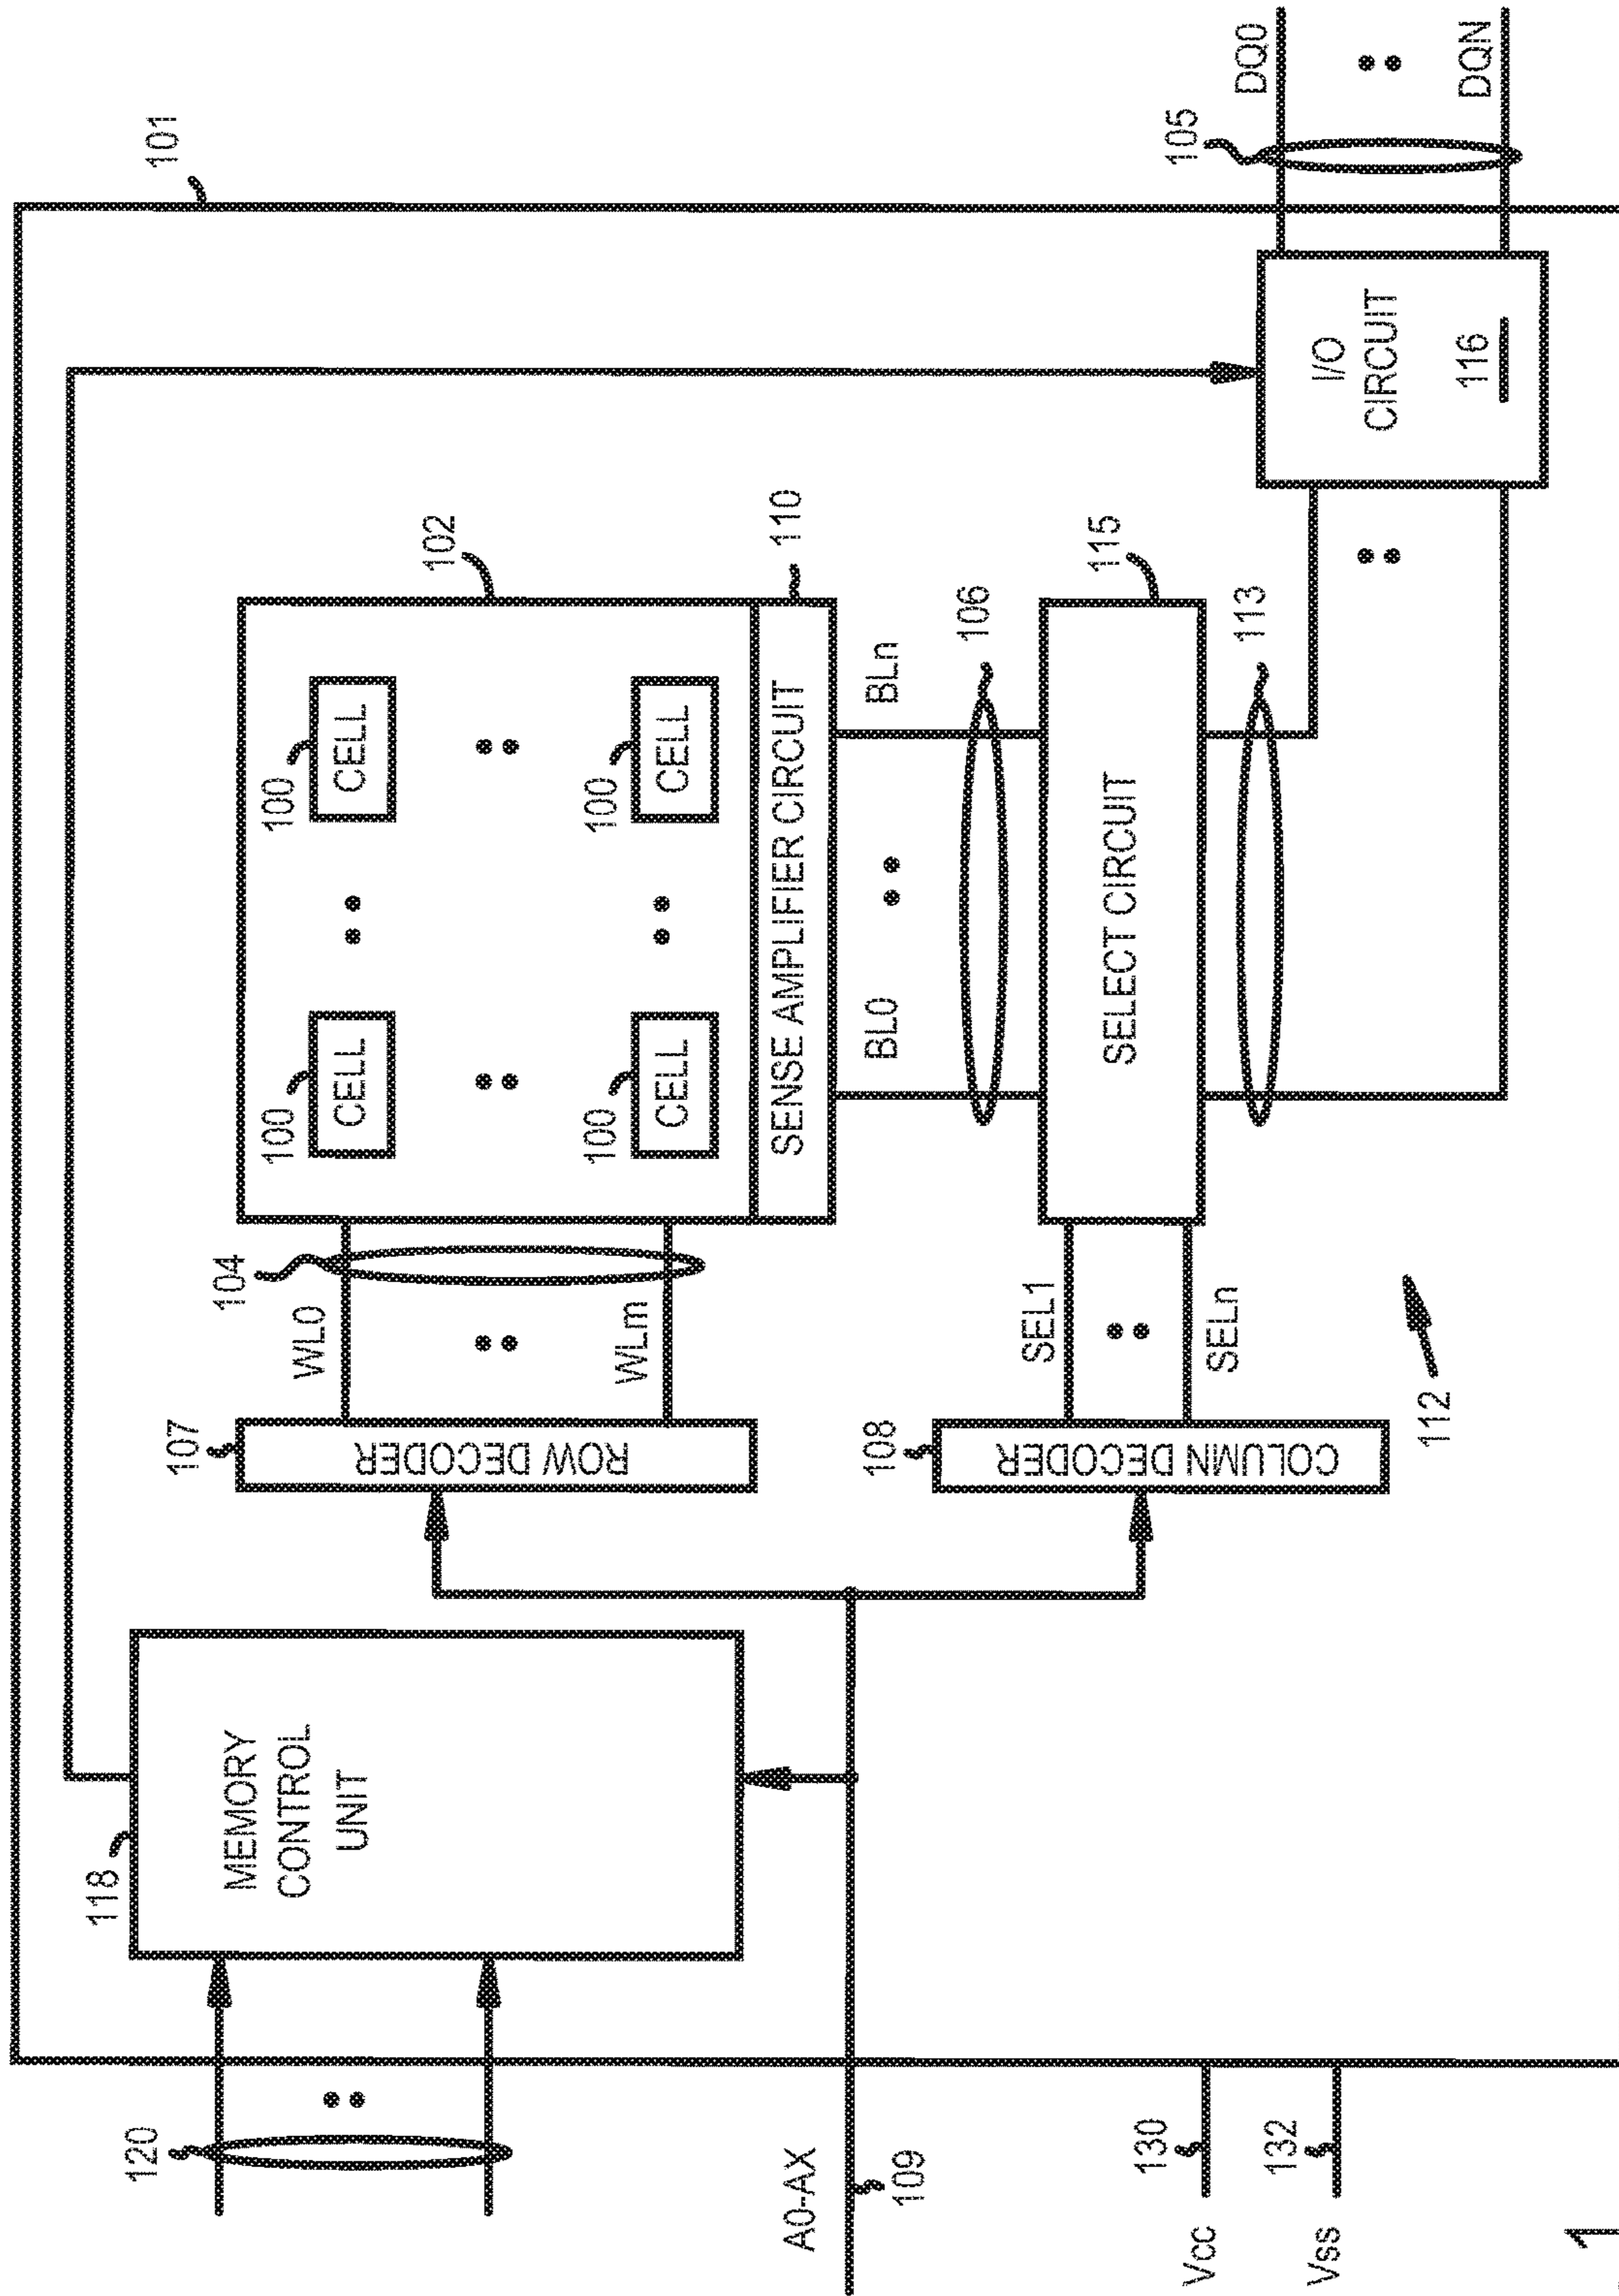 101
118
MEMORY
CONTROL
UNIT
120
107
ROW DECODER
WL0
WLm
104
102
100
CELL
100
CELL
100
CELL
100
CELL
SENSE AMPLIFIER CIRCUIT
110
BL0
BLn
106
A0-AX
109
108
COLUMN DECODER
SEL1
SELn
SELECT CIRCUIT
115
113
112
I/O
CIRCUIT
116
105
DQ0
DQN
Vcc
130
Vss
132
1